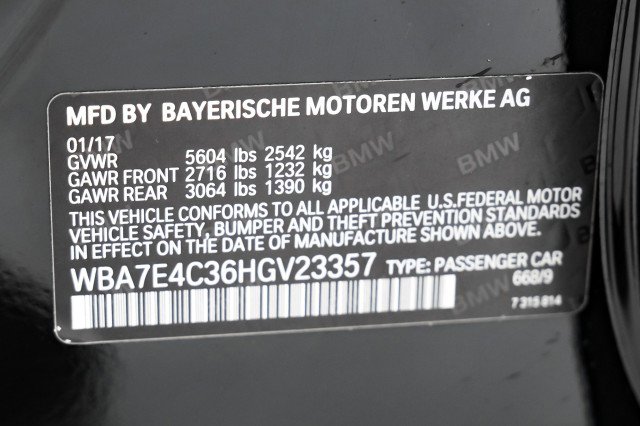 MFD BY BAYERISCHE MOTOREN WERKE AG
01/17
GVWR 5604 lbs 2542 kg
GAWR FRONT 2716 lbs 1232 kg
GAWR REAR 3064 lbs 1390 kg
THIS VEHICLE CONFORMS TO ALL APPLICABLE U.S.FEDERAL MOTOR
VEHICLE SAFETY, BUMPER AND THEFT PREVENTION STANDARDS
IN EFFECT ON THE DATE OF MANUFACTURE SHOWN ABOVE.
WBA7E4C36HGV23357 TYPE: PASSENGER CAR
668/9
7 315 814
BMW
BMW